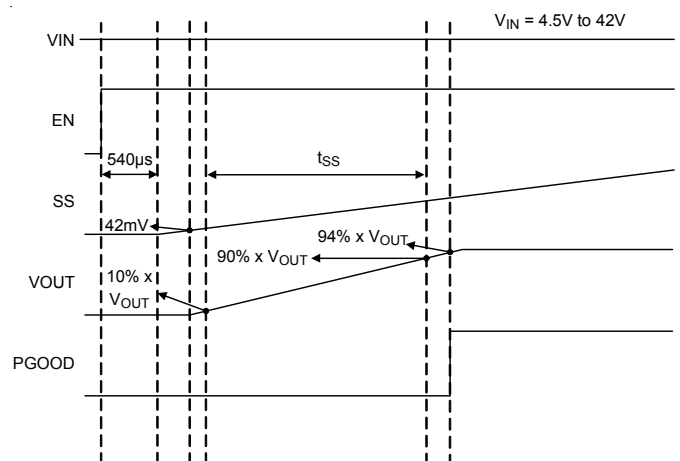 V_IN = 4.5V to 42V
VIN
EN
540µs
t_SS
SS
42mV
94% x V_OUT
90% x V_OUT
10% x
V_OUT
VOUT
PGOOD